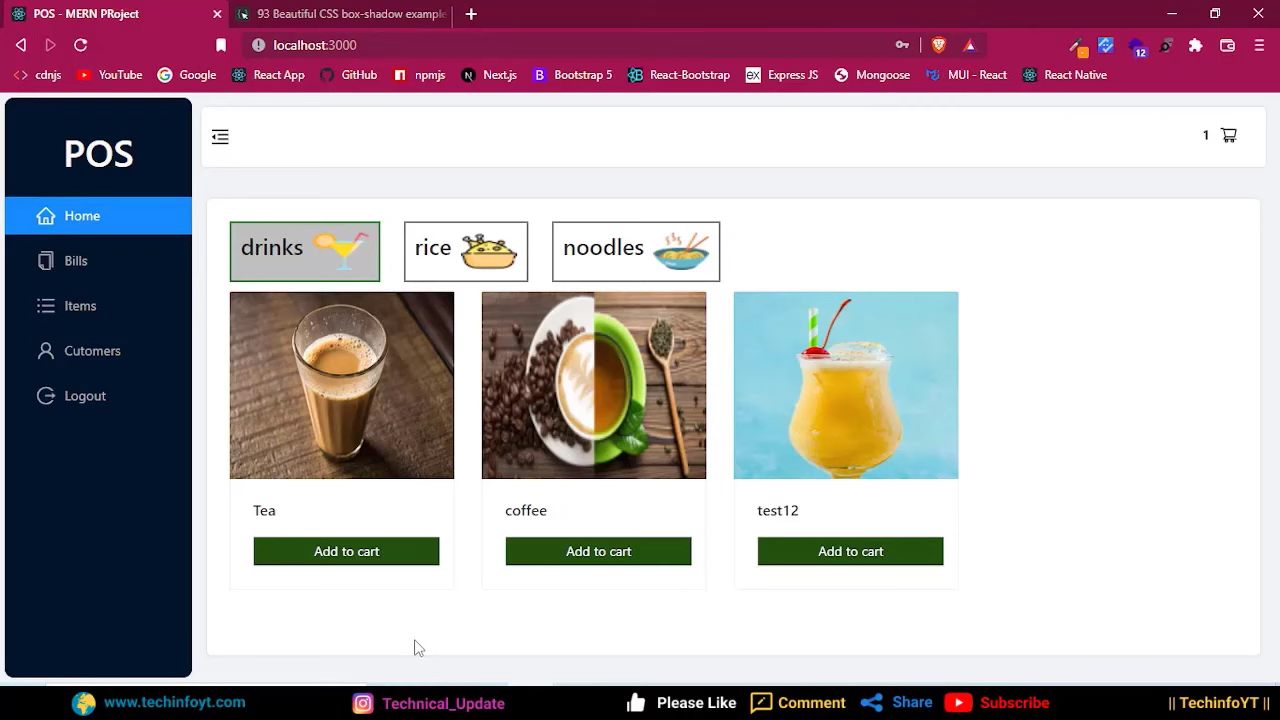 POS - MERN PRoject
93 Beautiful CSS box-shadow example
localhost:3000
12
cdnjs YouTube Google React App GitHub npmjs Next.js Bootstrap 5 React-Bootstrap Express JS Mongoose MUI - React React Native
POS
1
Home
Bills
Items
Cutomers
Logout
drinks rice noodles
Tea coffee test12
Add to cart Add to cart Add to cart
www.techinfoyt.com Technical_Update Please Like Comment Share Subscribe || TechinfoYT ||